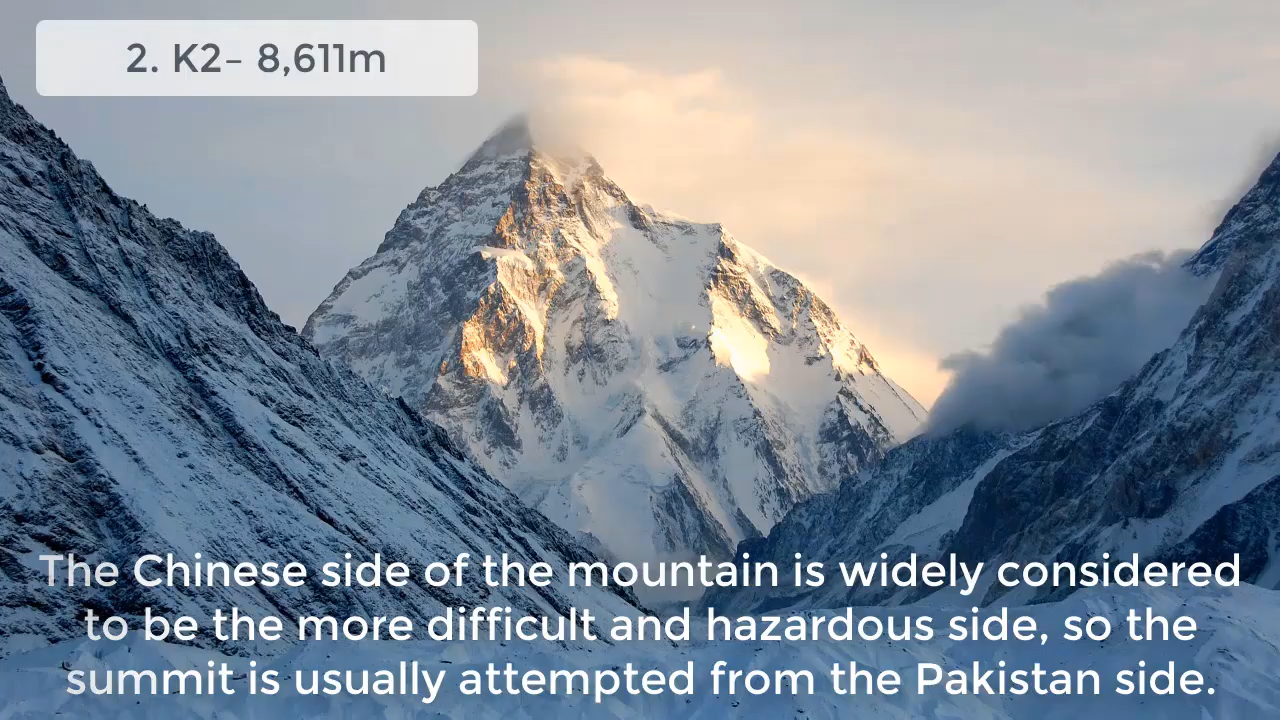 2. K2– 8,611m
The Chinese side of the mountain is widely considered
to be the more difficult and hazardous side, so the
summit is usually attempted from the Pakistan side.